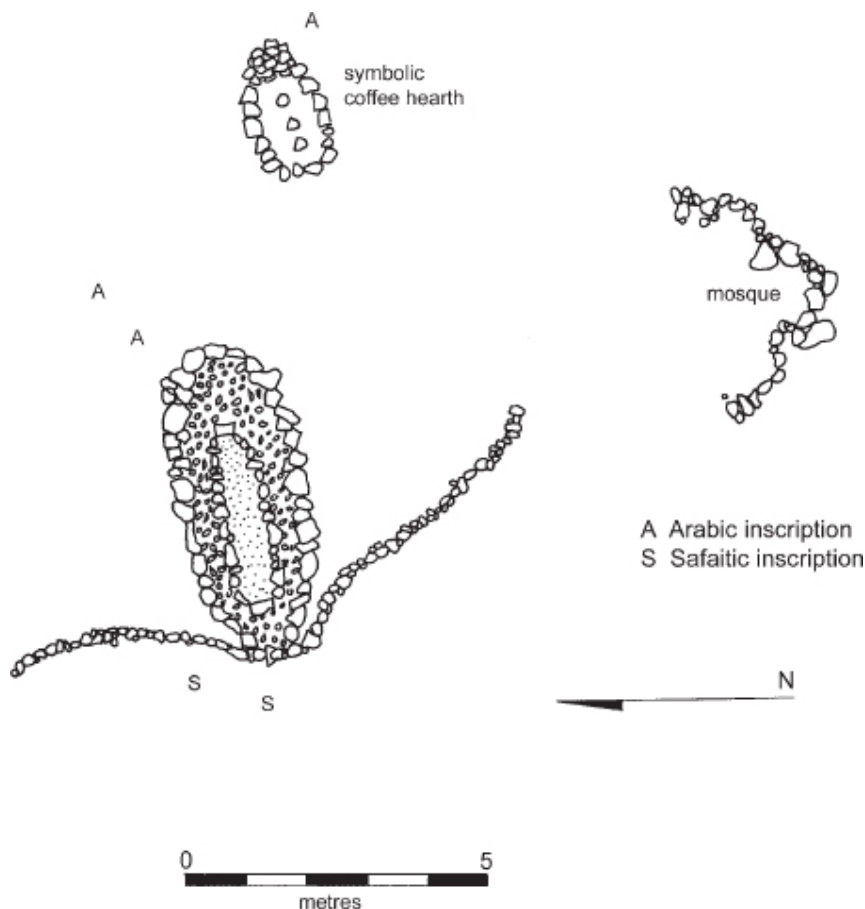 A
symbolic
coffee hearth
A
mosque
A
A Arabic inscription
S Safaitic inscription
S
S
N
0 5
metres